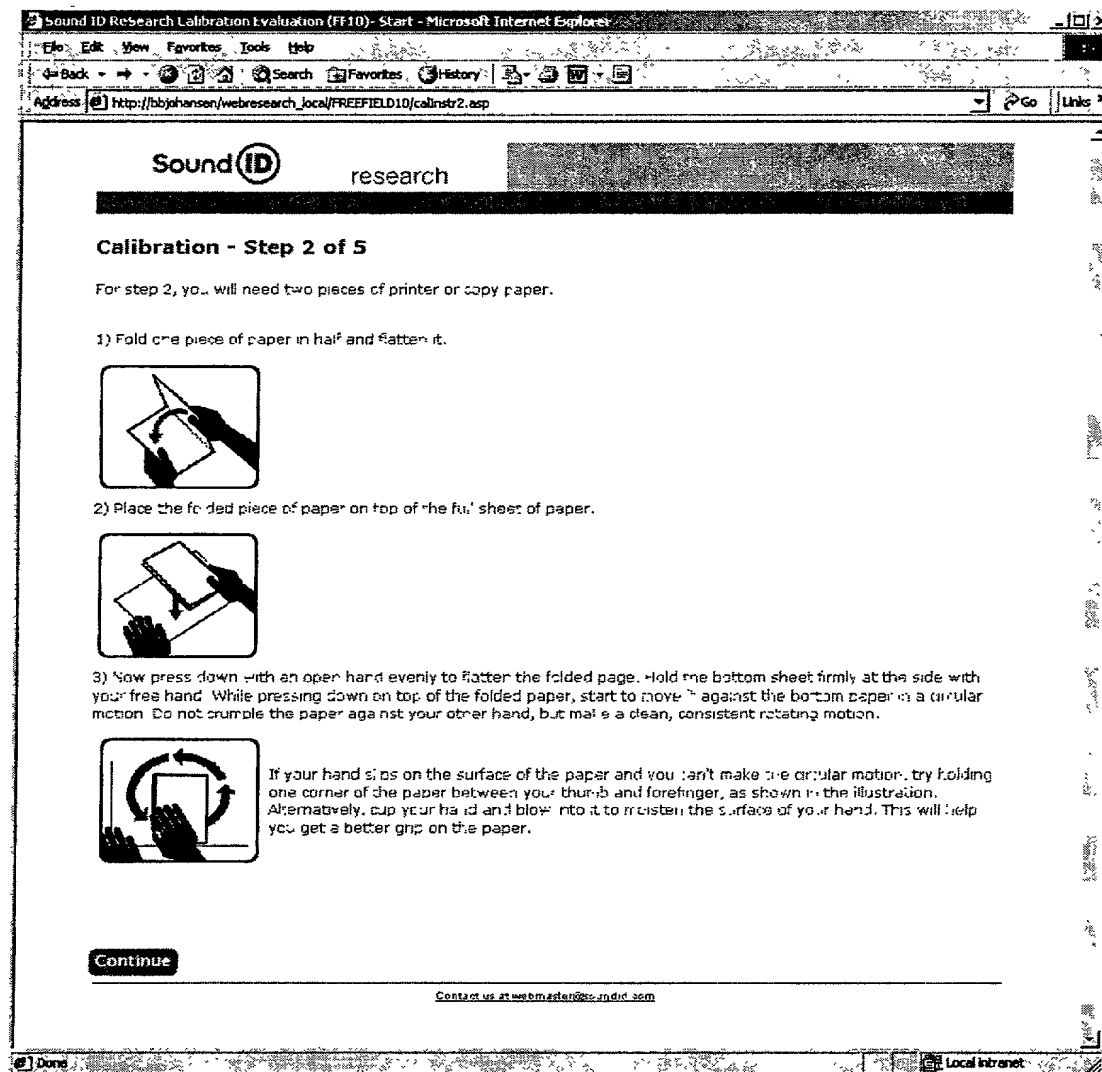 Sound ID Research Calibration Evaluation (FF10)- Start - Microsoft Internet Explorer
File Edit View Favorites Tools Help
Back Search Favorites History
Address http://bbjohansen/webresearch_local/FREEFIELD10/calinstr2.asp Go Links
Sound ID research
Calibration - Step 2 of 5
For step 2, you will need two pieces of printer or copy paper.
1) Fold one piece of paper in half and flatten it.
2) Place the folded piece of paper on top of the full sheet of paper.
3) Now press down with an open hand evenly to flatten the folded page. Hold the bottom sheet firmly at the side with
your free hand. While pressing down on top of the folded paper, start to move it against the bottom paper in a circular
motion. Do not crumple the paper against your other hand, but make a clean, consistent rotating motion.
If your hand slips on the surface of the paper and you can't make the circular motion, try holding
one corner of the paper between your thumb and forefinger, as shown in the illustration.
Alternatively, cup your hand and blow into it to moisten the surface of your hand. This will help
you get a better grip on the paper.
Continue
Contact us at webmaster@soundid.com
Done Local intranet